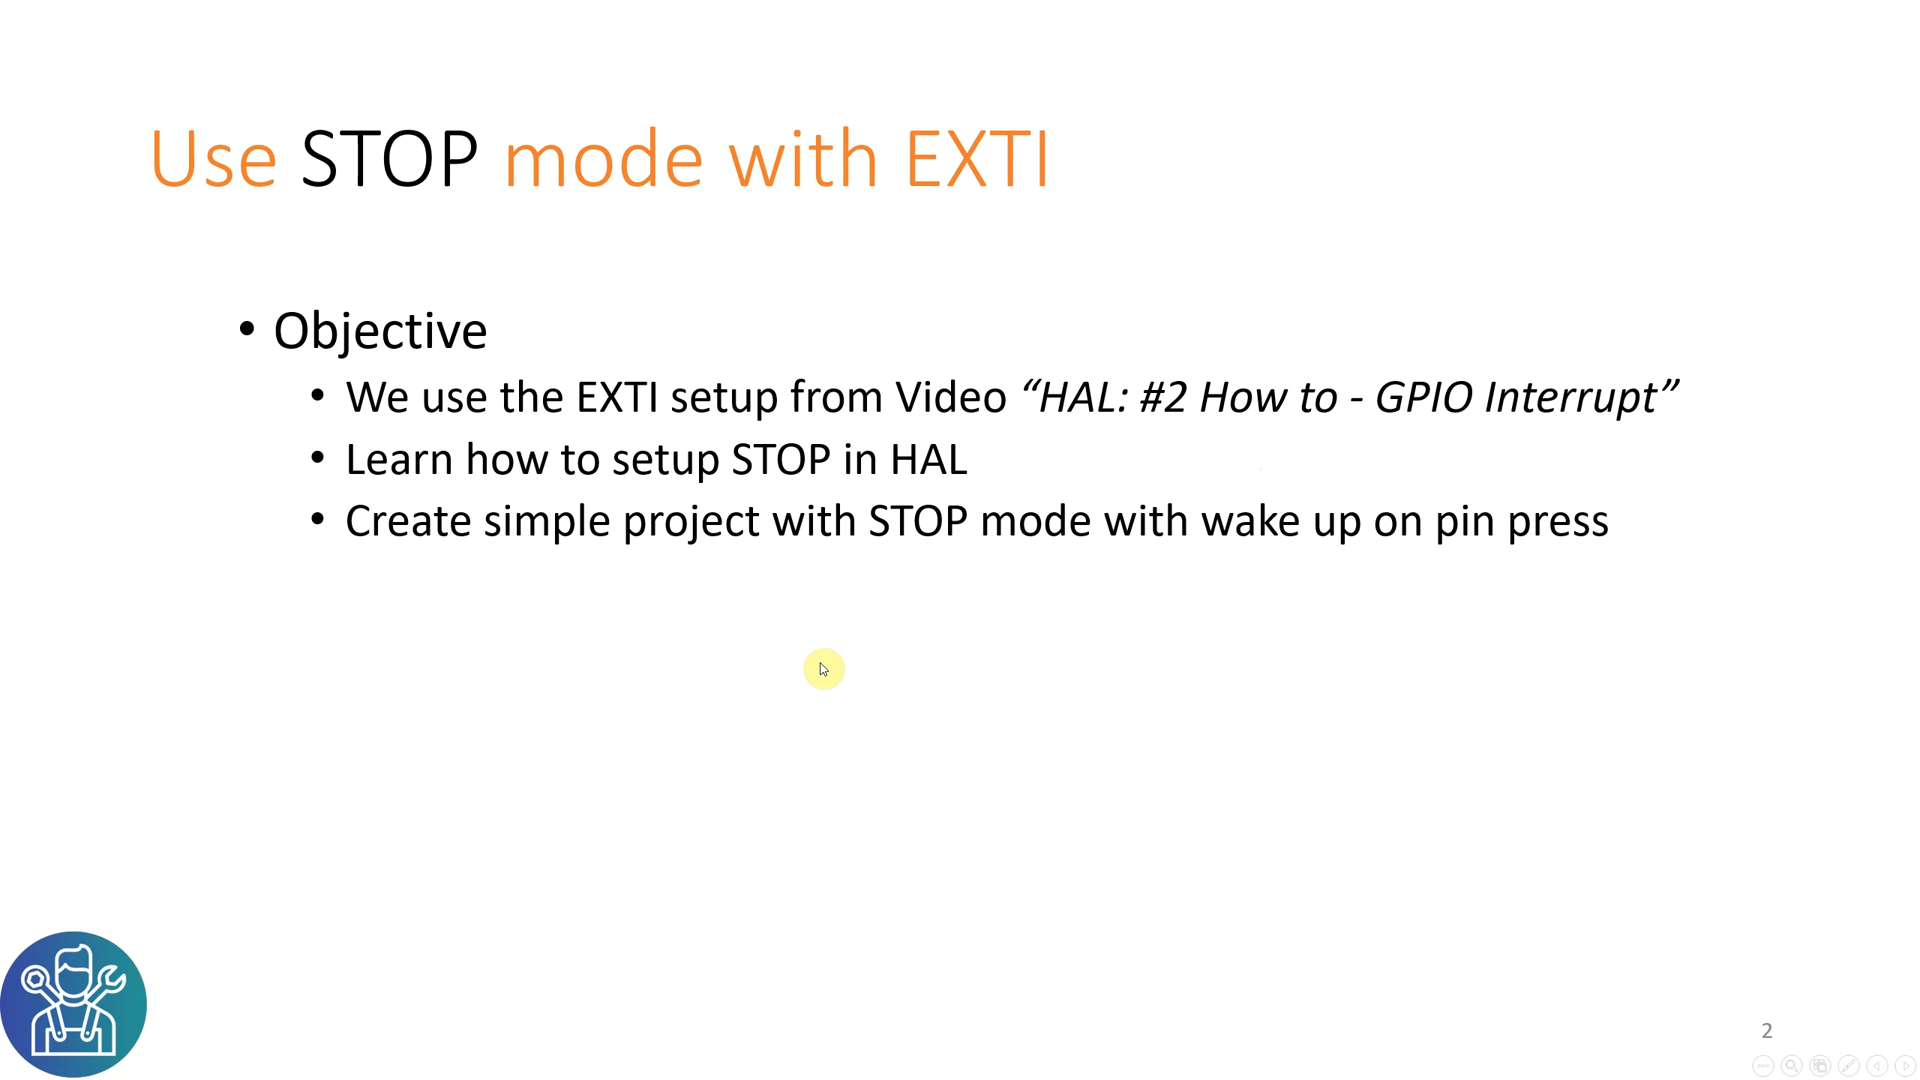 Use STOP mode with EXTI
• Objective
• We use the EXTI setup from Video “HAL: #2 How to - GPIO Interrupt”
• Learn how to setup STOP in HAL
• Create simple project with STOP mode with wake up on pin press
2